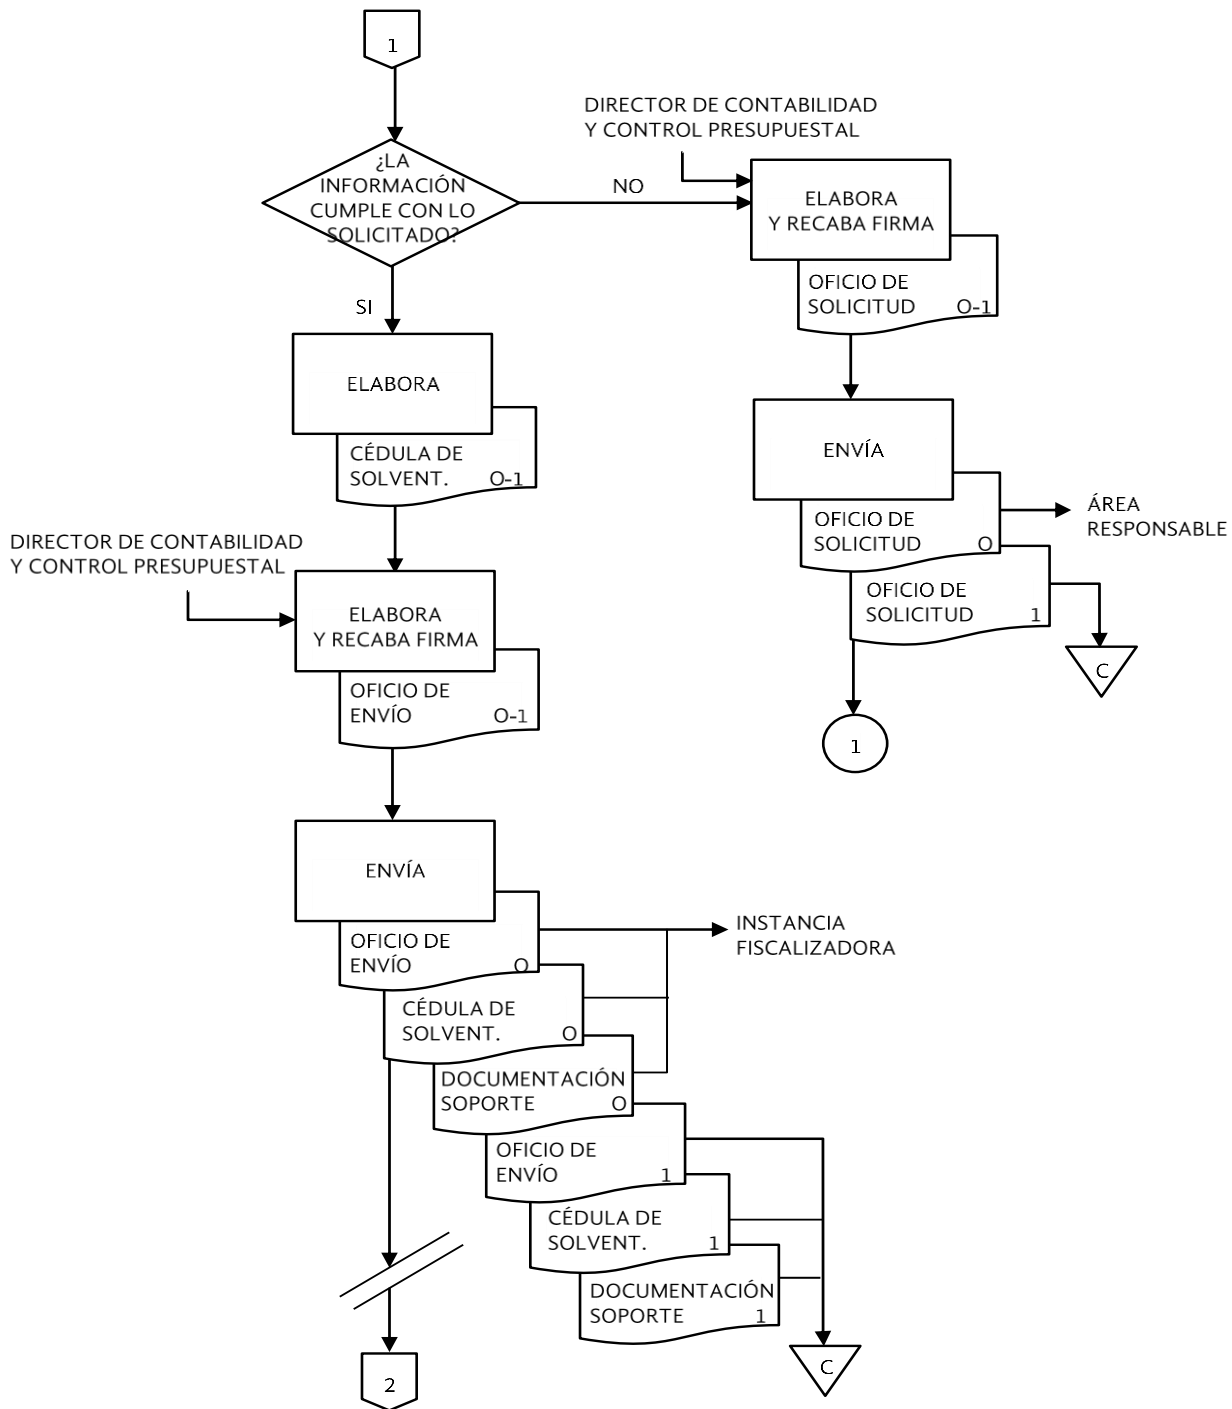 1
¿LA
INFORMACIÓN
CUMPLE CON LO
SOLICITADO?
NO
SI
DIRECTOR DE CONTABILIDAD
Y CONTROL PRESUPUESTAL
ELABORA
Y RECABA FIRMA
OFICIO DE
SOLICITUD O-1
ENVÍA
OFICIO DE
SOLICITUD O
ÁREA
RESPONSABLE
OFICIO DE
SOLICITUD 1
C
1
ELABORA
CÉDULA DE
SOLVENT. O-1
DIRECTOR DE CONTABILIDAD
Y CONTROL PRESUPUESTAL
ELABORA
Y RECABA FIRMA
OFICIO DE
ENVÍO O-1
ENVÍA
OFICIO DE
ENVÍO O
INSTANCIA
FISCALIZADORA
CÉDULA DE
SOLVENT. O
DOCUMENTACIÓN
SOPORTE O
OFICIO DE
ENVÍO 1
CÉDULA DE
SOLVENT. 1
DOCUMENTACIÓN
SOPORTE 1
C
2